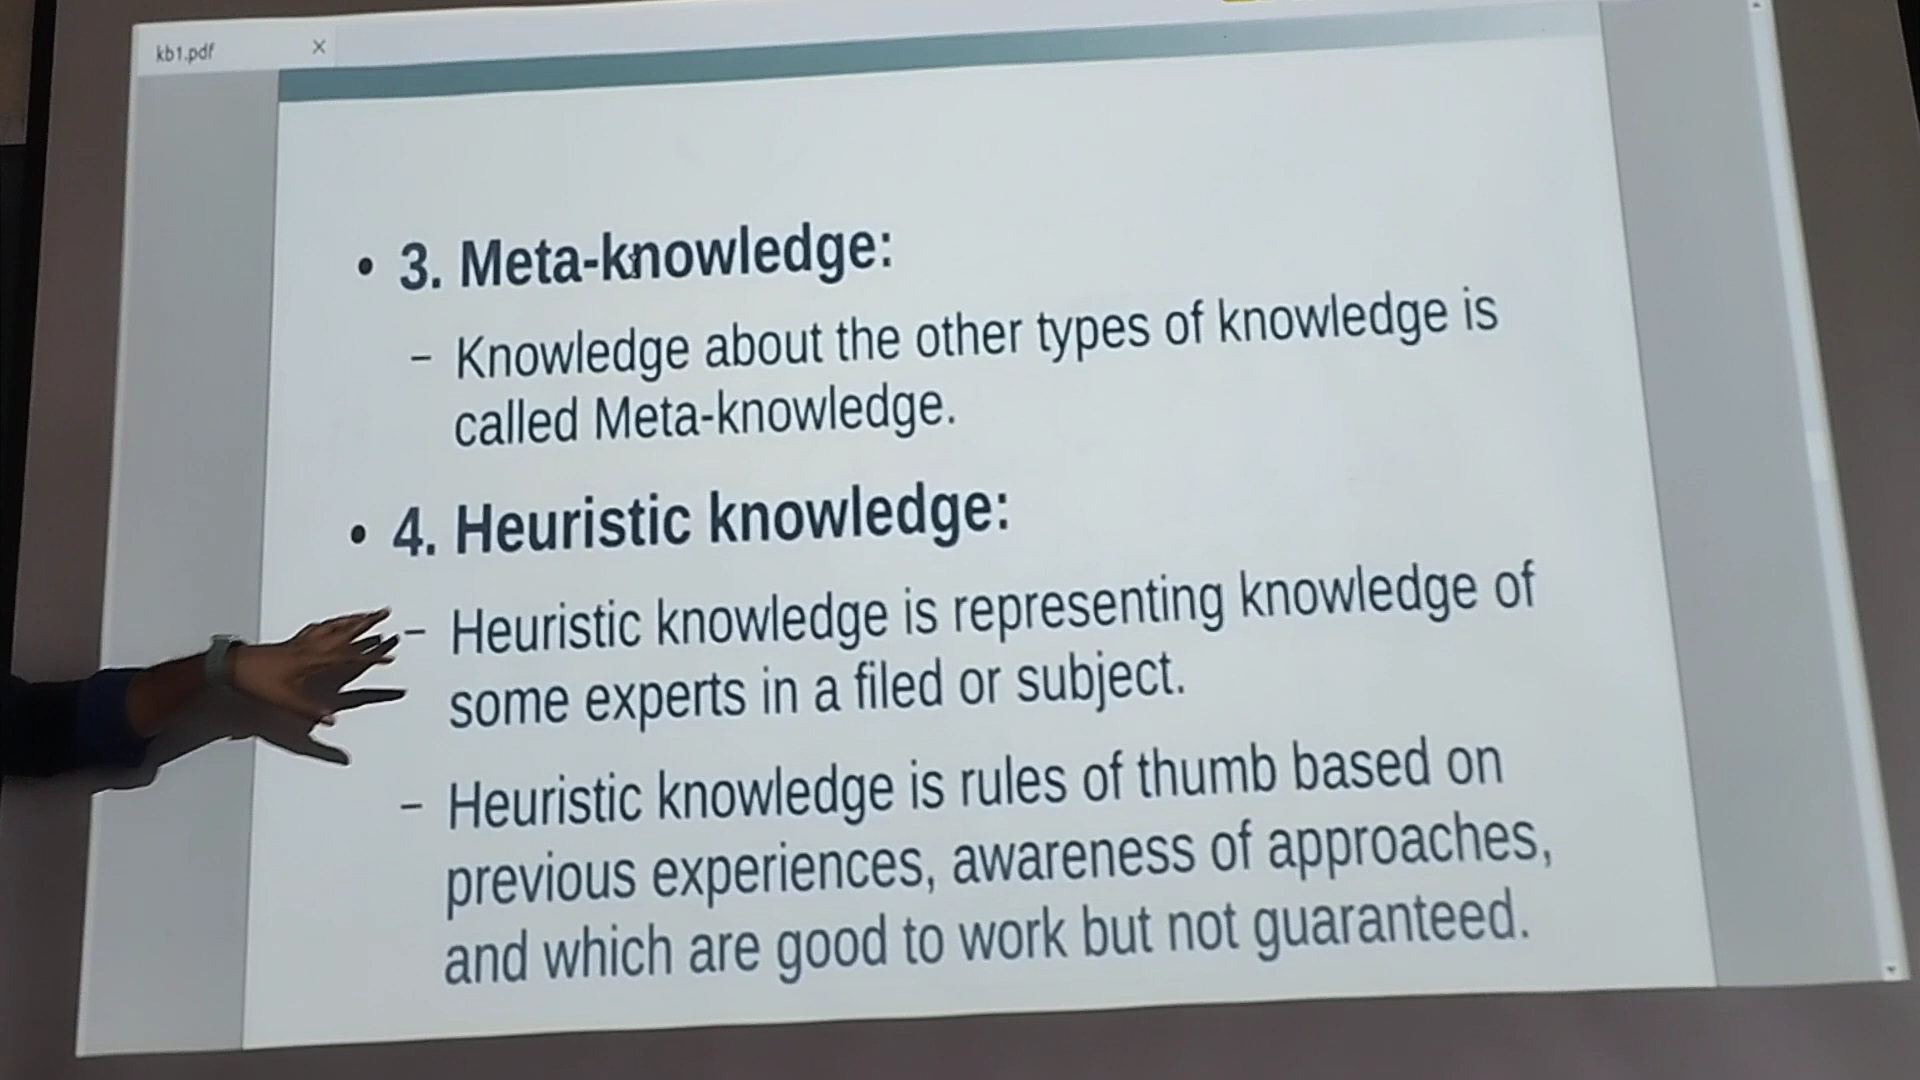 kb1.pdf ×
• 3. Meta-knowledge:
– Knowledge about the other types of knowledge is
called Meta-knowledge.
• 4. Heuristic knowledge:
– Heuristic knowledge is representing knowledge of
some experts in a filed or subject.
– Heuristic knowledge is rules of thumb based on
previous experiences, awareness of approaches,
and which are good to work but not guaranteed.